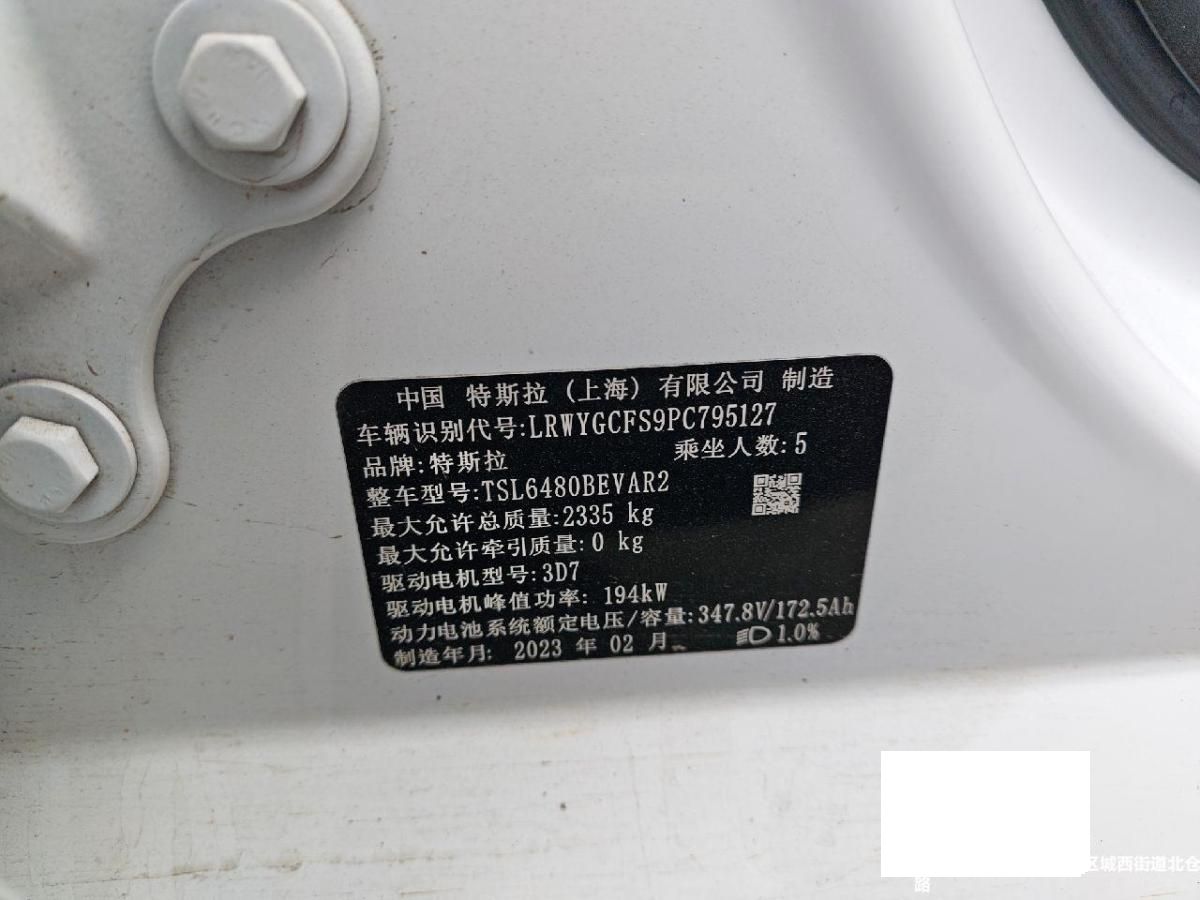 中国 特斯拉 (上海) 有限公司 制造
车辆识别代号:LRWYGCFS9PC795127
品牌:特斯拉 乘坐人数:5
整车型号:TSL6480BEVAR2
最大允许总质量:2335 kg
最大允许牵引质量:0 kg
驱动电机型号:3D7
驱动电机峰值功率: 194kW
动力电池系统额定电压/容量:347.8V/172.5Ah
制造年月: 2023 年 02 月 1.0%
区城西街道北仓
路